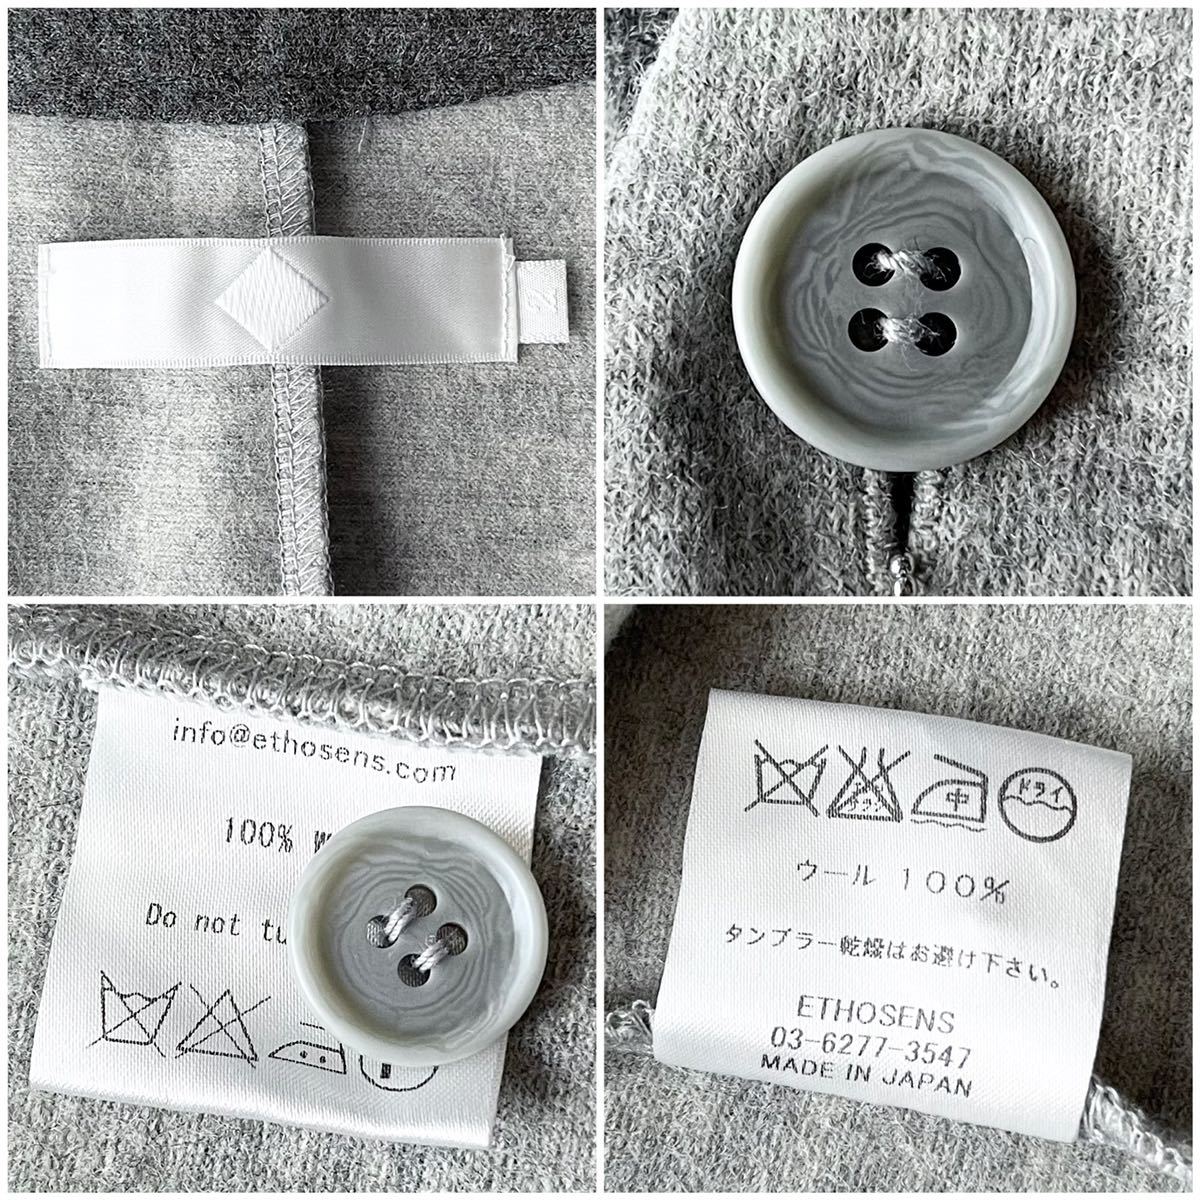 2
info@ethosens.com
100%
Do not
中
ドライ
ウール 100%
タンブラー乾燥はお避け下さい。
ETHOSENS
03-6277-3547
MADE IN JAPAN